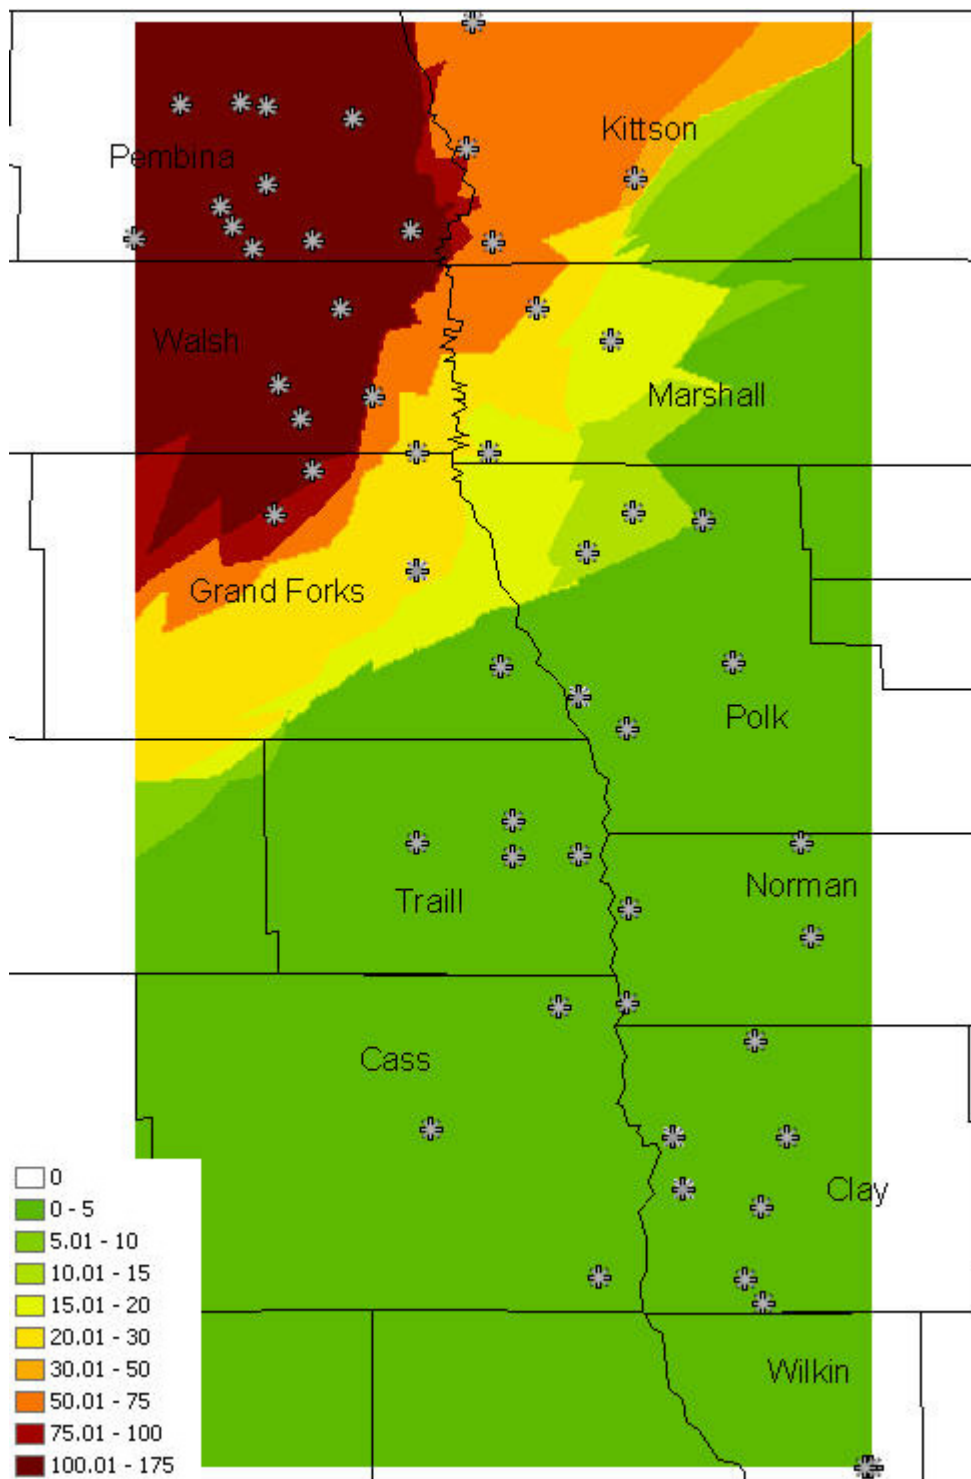 Kittson
Pembina
Walsh
Marshall
Grand Forks
Polk
Norman
Traill
Cass
Clay
Wilkin
0
0 - 5
5.01 - 10
10.01 - 15
15.01 - 20
20.01 - 30
30.01 - 50
50.01 - 75
75.01 - 100
100.01 - 175